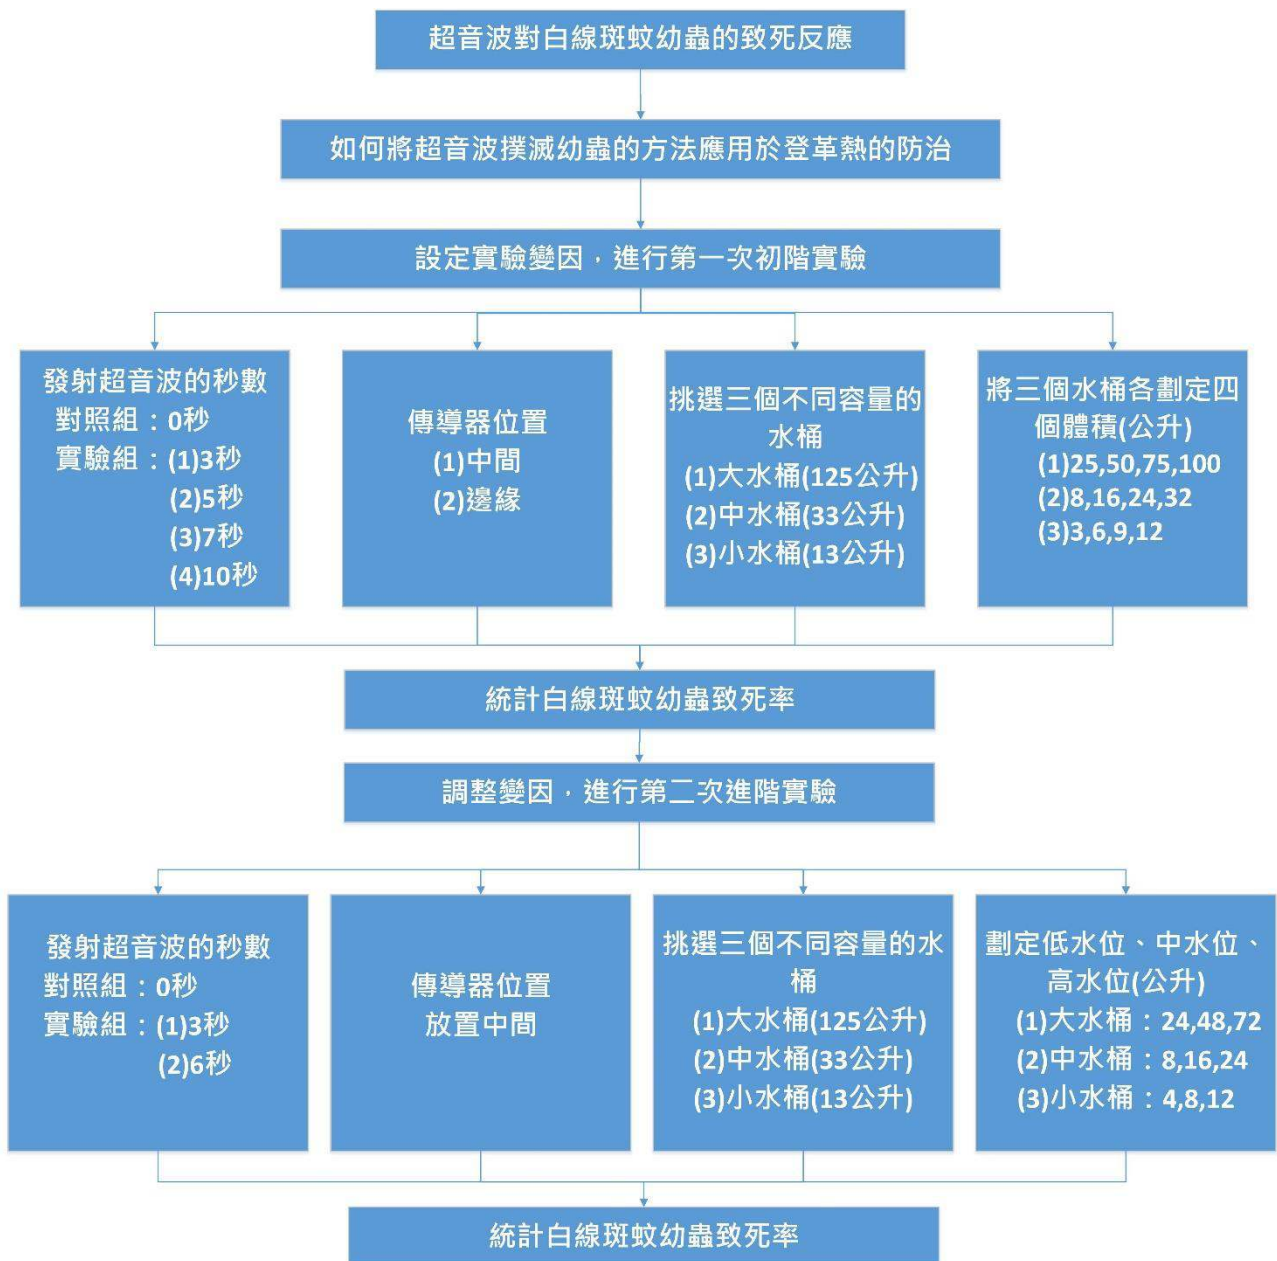 超音波對白線斑蚊幼蟲的致死反應
如何將超音波撲滅幼蟲的方法應用於登革熱的防治
設定實驗變因，進行第一次初階實驗
發射超音波的秒數
對照組：0秒
實驗組：(1)3秒
(2)5秒
(3)7秒
(4)10秒
傳導器位置
(1)中間
(2)邊緣
挑選三個不同容量的
水桶
(1)大水桶(125公升)
(2)中水桶(33公升)
(3)小水桶(13公升)
將三個水桶各劃定四
個體積(公升)
(1)25,50,75,100
(2)8,16,24,32
(3)3,6,9,12
統計白線斑蚊幼蟲致死率
調整變因，進行第二次進階實驗
發射超音波的秒數
對照組：0秒
實驗組：(1)3秒
(2)6秒
傳導器位置
放置中間
挑選三個不同容量的水
桶
(1)大水桶(125公升)
(2)中水桶(33公升)
(3)小水桶(13公升)
劃定低水位、中水位、
高水位(公升)
(1)大水桶：24,48,72
(2)中水桶：8,16,24
(3)小水桶：4,8,12
統計白線斑蚊幼蟲致死率